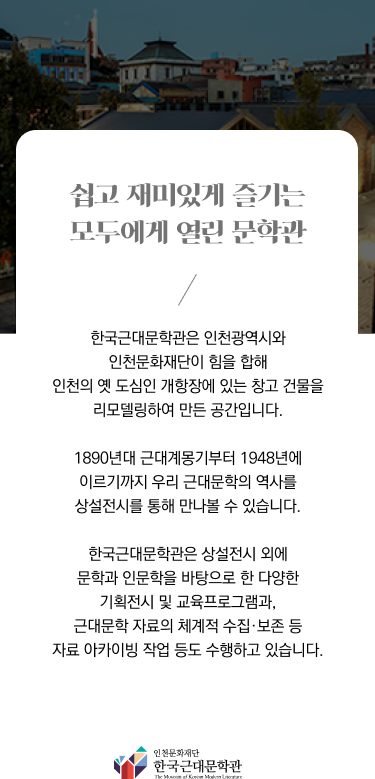 쉽고 재미있게 즐기는
모두에게 열린 문학관
한국근대문학관은 인천광역시와
인천문화재단이 힘을 합해
인천의 옛 도심인 개항장에 있는 창고 건물을
리모델링하여 만든 공간입니다.
1890년대 근대계몽기부터 1948년에
이르기까지 우리 근대문학의 역사를
상설전시를 통해 만나볼 수 있습니다.
한국근대문학관은 상설전시 외에
문학과 인문학을 바탕으로 한 다양한
기획전시 및 교육프로그램과,
근대문학 자료의 체계적 수집·보존 등
자료 아카이빙 작업 등도 수행하고 있습니다.
인천문화재단
한국근대문학관
The Museum of Korean Modern Literature